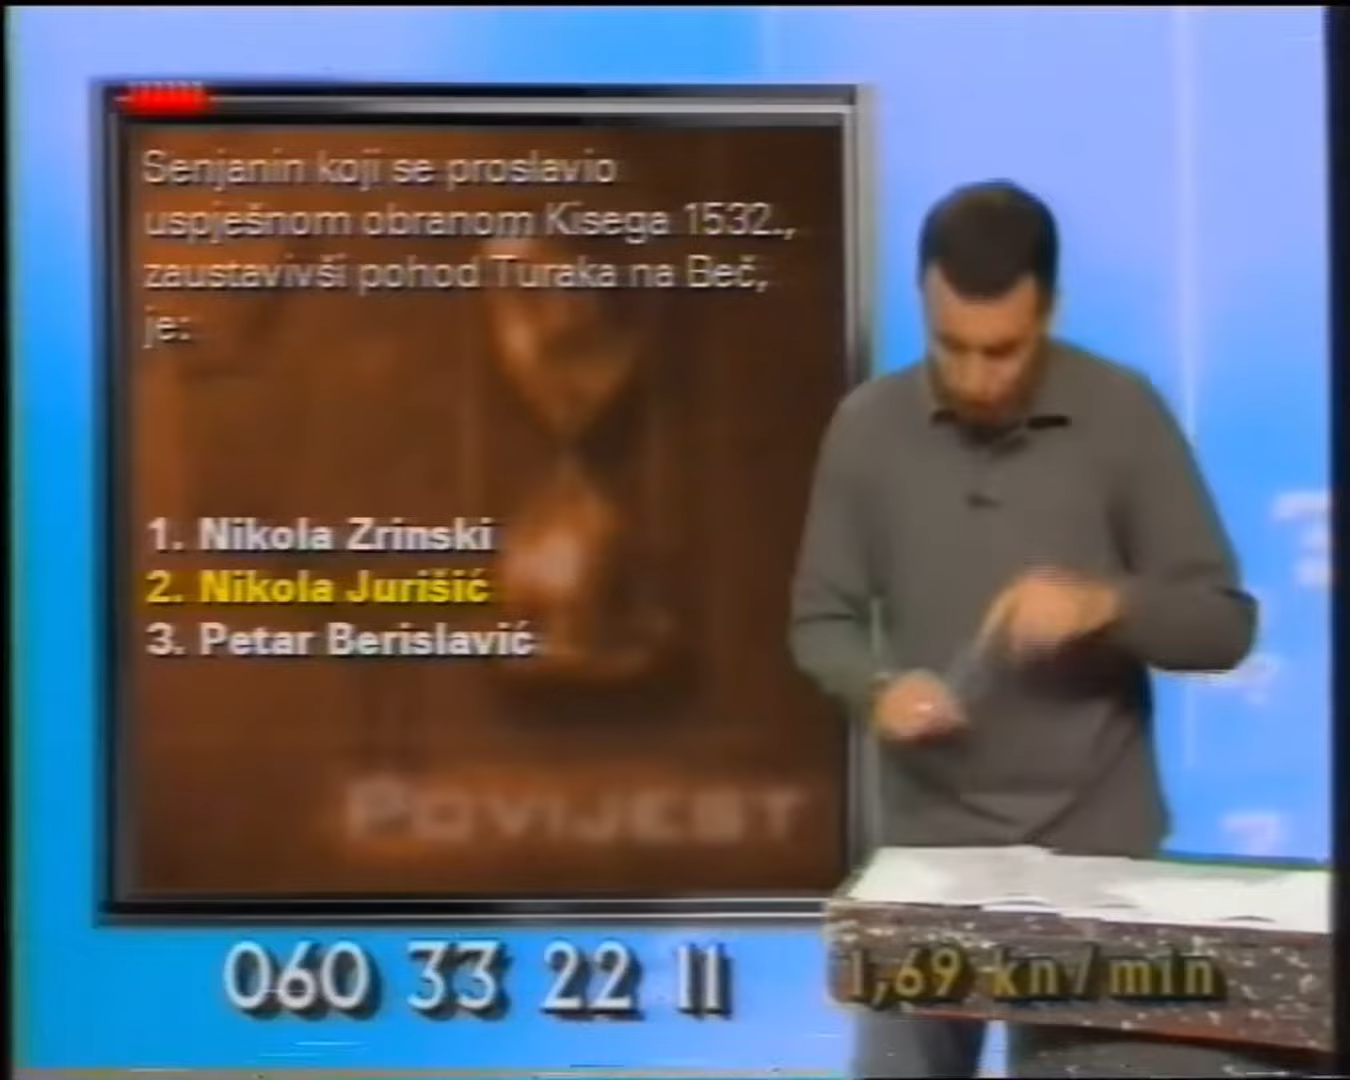 Senjanin koji se proslavio
uspješnom obranom Kisega 1532.,
zaustavivši pohod Turaka na Beč,
je:
1. Nikola Zrinski
2. Nikola Jurišić
3. Petar Berislavić
POVIJEST
060 33 22 11
1,69 kn/min